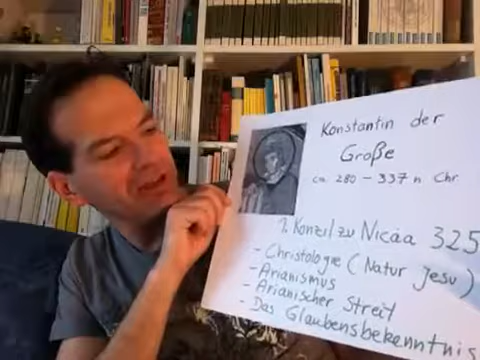 Konstantin der
Große
ca. 280 - 337 n Chr.
1. Konzil zu Nicäa 325
- Christologie (Natur Jesu)
- Arianismus
- Arianischer Streit
- Das Glaubensbekenntnis